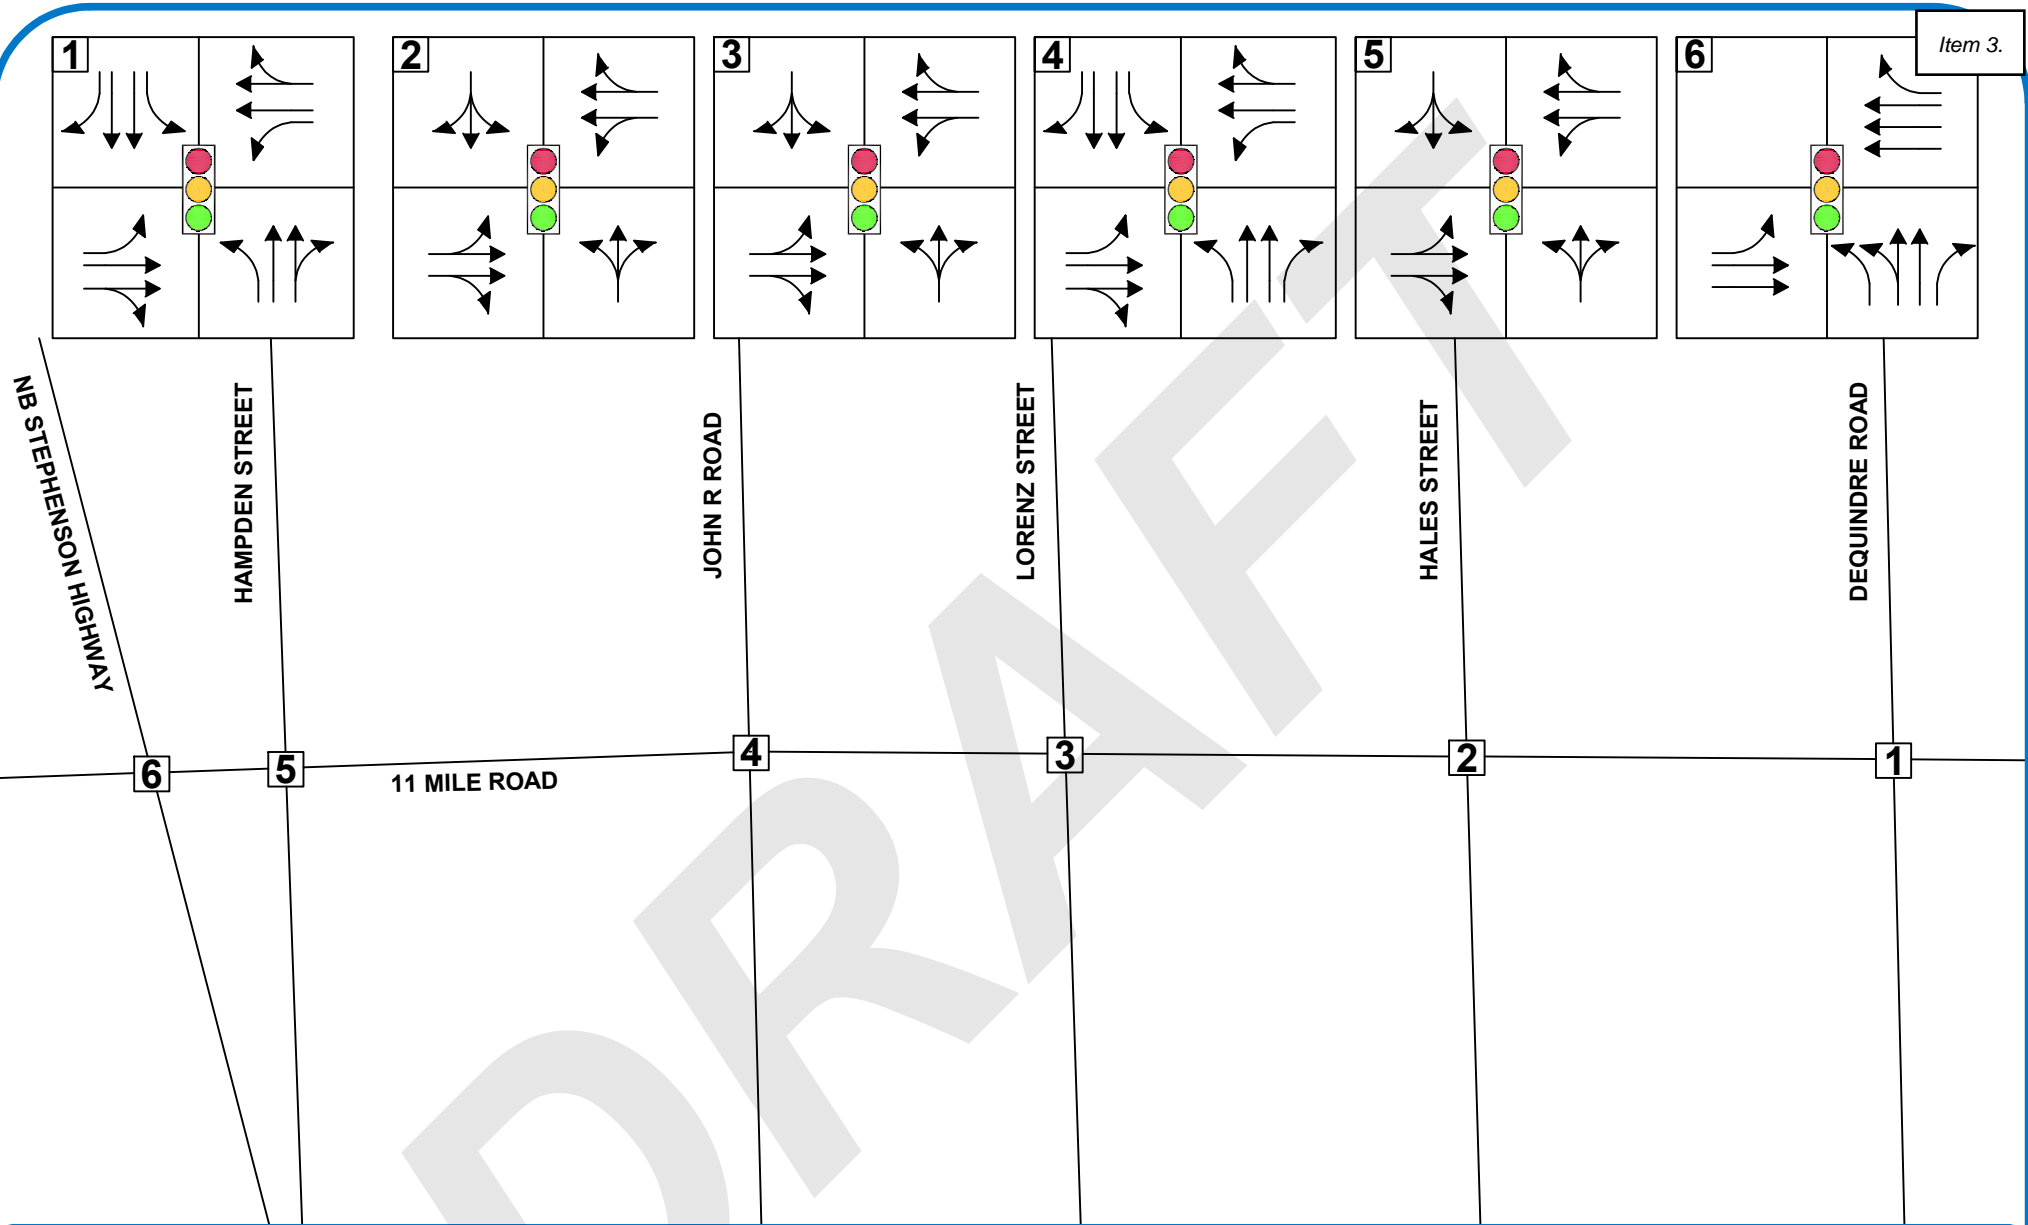 Item 3.
1
2
3
4
5
6
NB STEPHENSON HIGHWAY
HAMPDEN STREET
JOHN R ROAD
LORENZ STREET
HALES STREET
DEQUINDRE ROAD
6
5
4
3
2
1
11 MILE ROAD
DRAFT